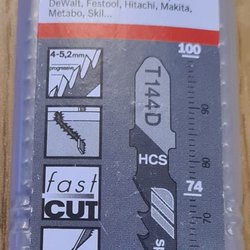 DeWalt, Festool, Hitachi, Makita,
Metabo, Skil...
4-5,2mm
progressive
T144D
HCS
fast
CUT
100
90
80
74
70